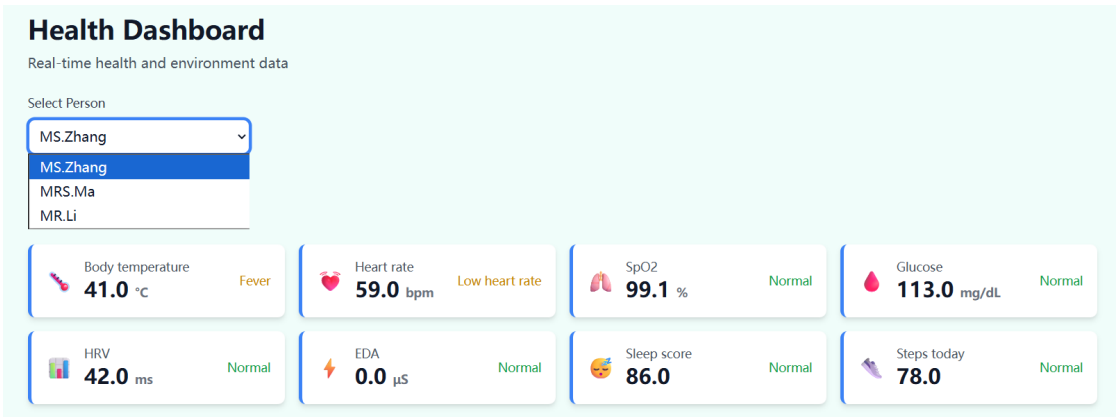 Health Dashboard
Real-time health and environment data
Select Person
MS.Zhang
MS.Zhang
MRS.Ma
MR.Li
Body temperature
41.0 °C
Fever
Heart rate
59.0 bpm
Low heart rate
SpO2
99.1 %
Normal
Glucose
113.0 mg/dL
Normal
HRV
42.0 ms
Normal
EDA
0.0 μS
Normal
Sleep score
86.0
Normal
Steps today
78.0
Normal